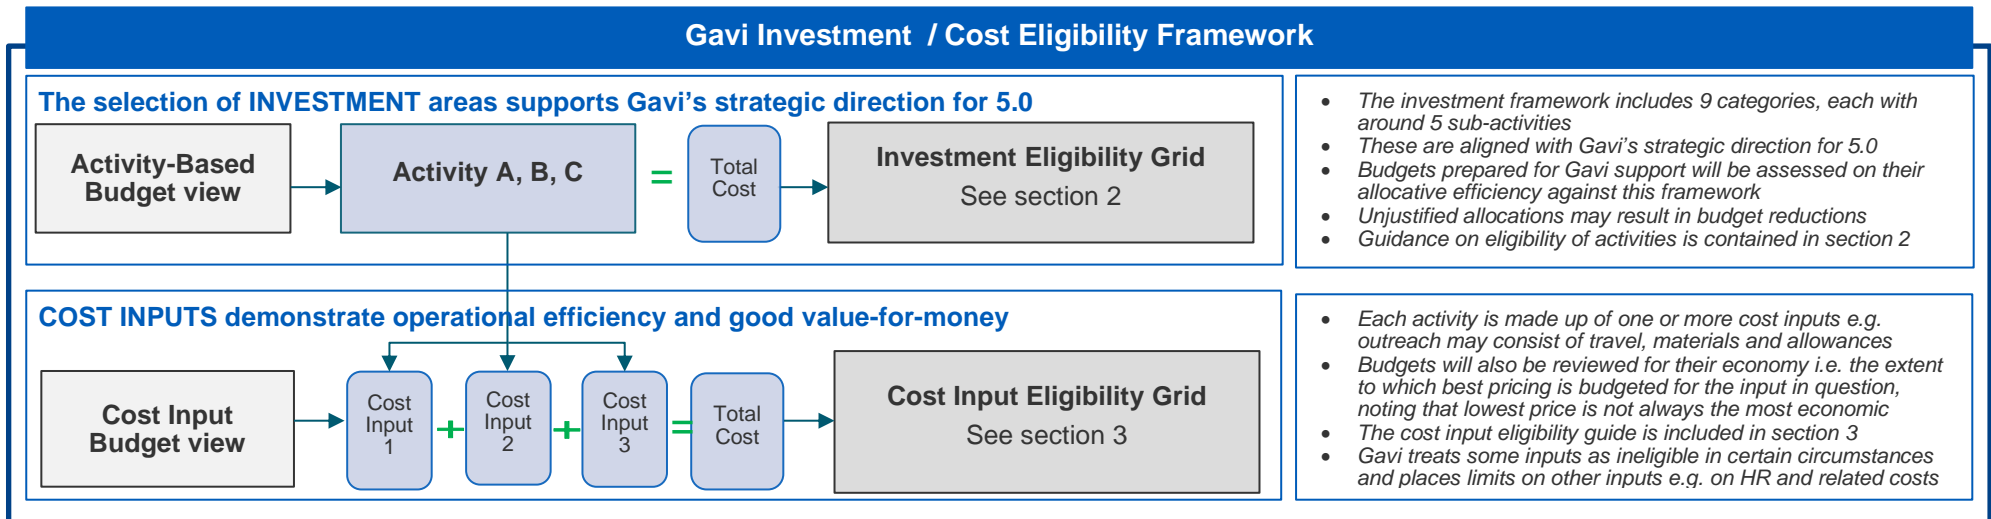 Gavi Investment / Cost Eligibility Framework
The selection of INVESTMENT areas supports Gavi's strategic direction for 5.0
Activity-Based
Budget view
Activity A, B, C
=
Total
Cost
Investment Eligibility Grid
See section 2
• The investment framework includes 9 categories, each with
around 5 sub-activities
• These are aligned with Gavi's strategic direction for 5.0
• Budgets prepared for Gavi support will be assessed on their
allocative efficiency against this framework
• Unjustified allocations may result in budget reductions
• Guidance on eligibility of activities is contained in section 2
COST INPUTS demonstrate operational efficiency and good value-for-money
Cost Input
Budget view
Cost
Input
1
+
Cost
Input
2
+
Cost
Input
3
=
Total
Cost
Cost Input Eligibility Grid
See section 3
• Each activity is made up of one or more cost inputs e.g.
outreach may consist of travel, materials and allowances
• Budgets will also be reviewed for their economy i.e. the extent
to which best pricing is budgeted for the input in question,
noting that lowest price is not always the most economic
• The cost input eligibility guide is included in section 3
• Gavi treats some inputs as ineligible in certain circumstances
and places limits on other inputs e.g. on HR and related costs